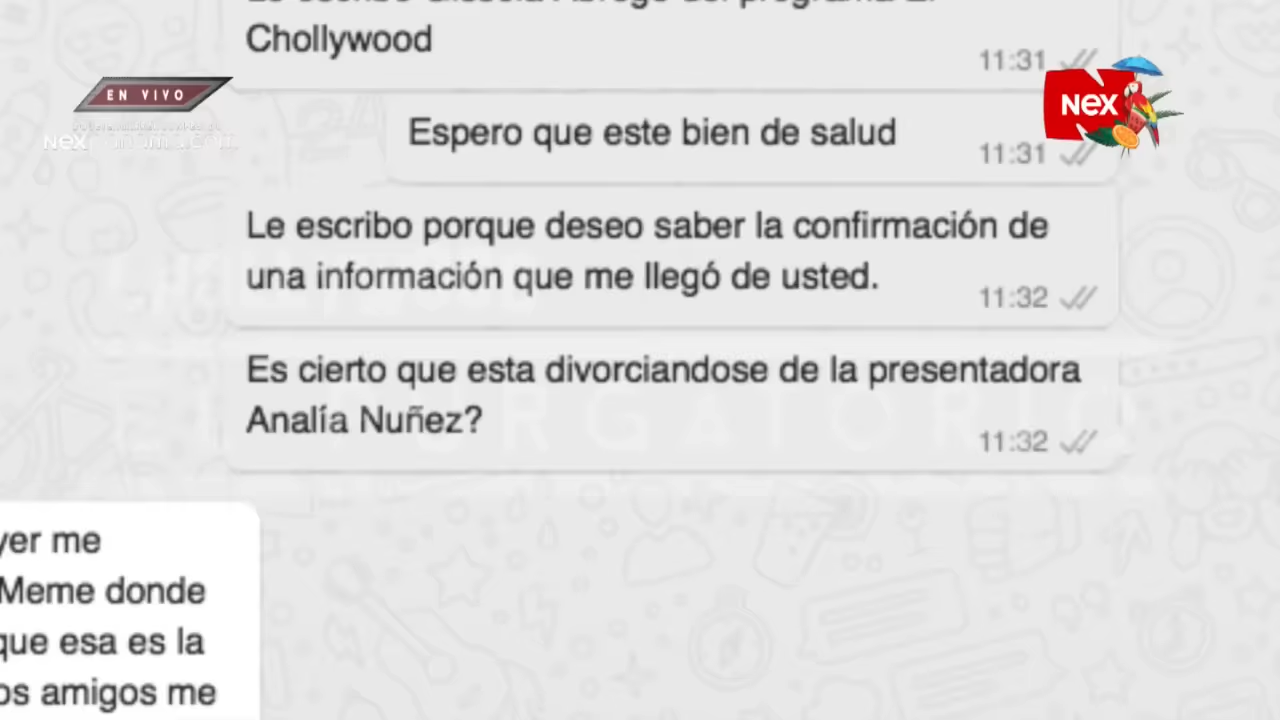 Chollywood
11:31
EN VIVO
Nex
Espero que este bien de salud
11:31
Le escribo porque deseo saber la confirmación de
una información que me llegó de usted.
11:32
Es cierto que esta divorciandose de la presentadora
Analía Nuñez?
11:32
yer me
Meme donde
que esa es la
os amigos me